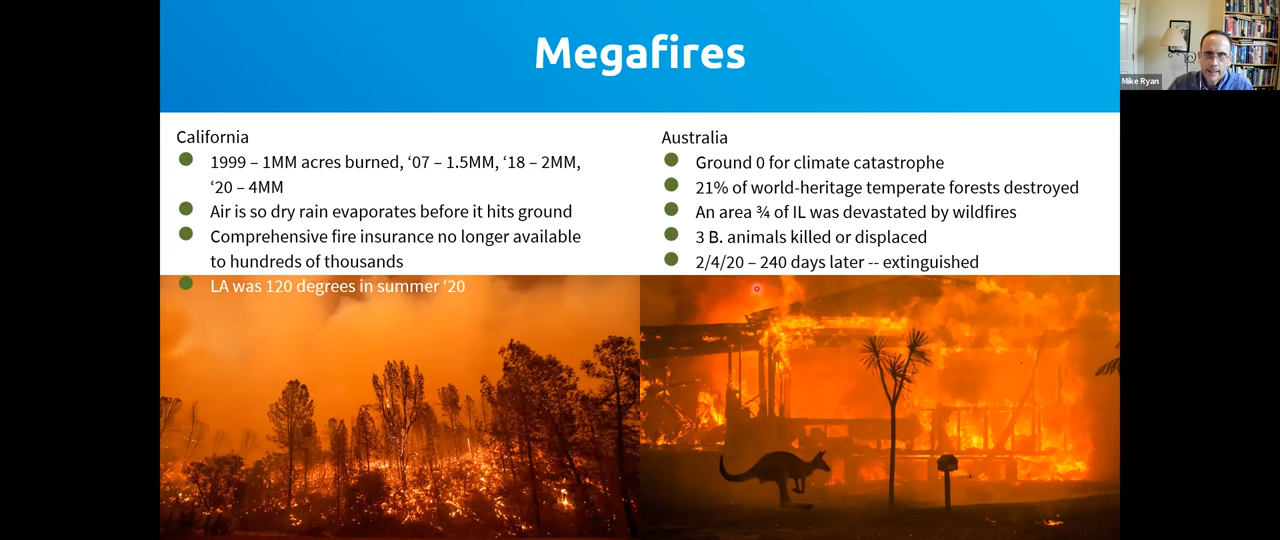 Megafires
Mike Ryan
California
1999 – 1MM acres burned, ‘07 – 1.5MM, ‘18 – 2MM,
‘20 – 4MM
Air is so dry rain evaporates before it hits ground
Comprehensive fire insurance no longer available
to hundreds of thousands
LA was 120 degrees in summer ‘20
Australia
Ground 0 for climate catastrophe
21% of world-heritage temperate forests destroyed
An area ¾ of IL was devastated by wildfires
3 B. animals killed or displaced
2/4/20 – 240 days later -- extinguished